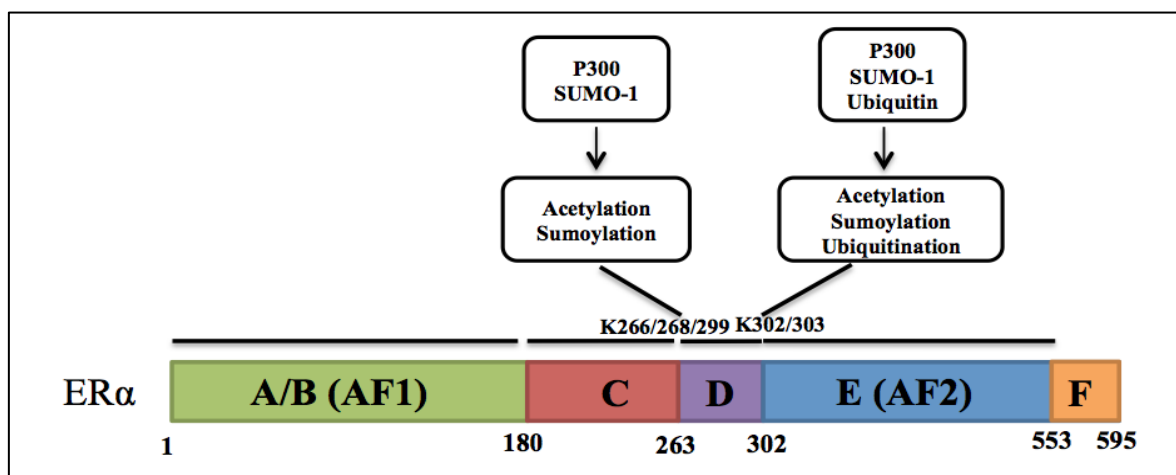 P300
SUMO-1
P300
SUMO-1
Ubiquitin
Acetylation
Sumoylation
Acetylation
Sumoylation
Ubiquitination
K266/268/299 K302/303
ERα A/B (AF1) C D E (AF2) F
1 180 263 302 553 595